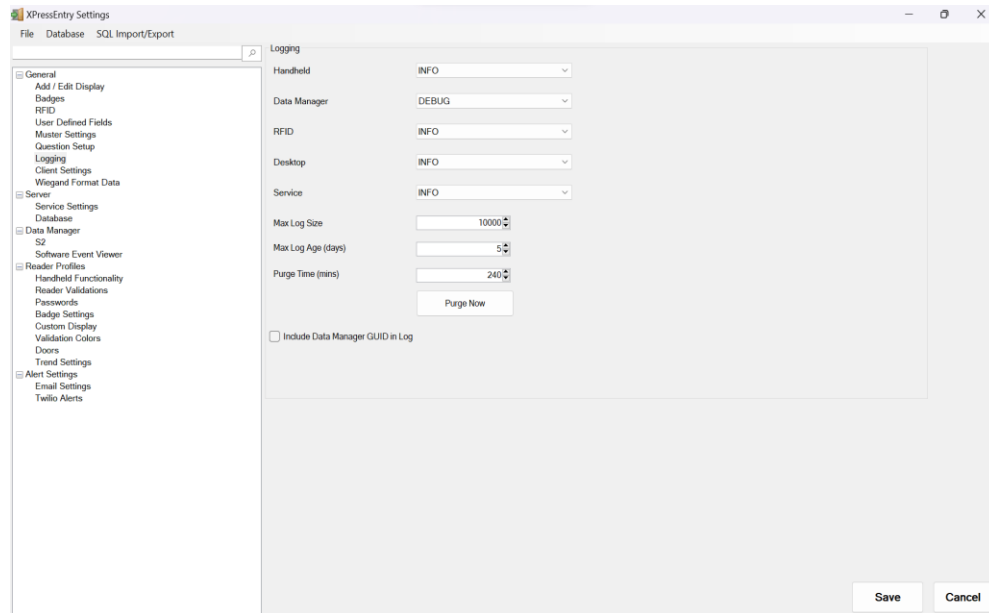 XPressEntry Settings
File Database SQL Import/Export
General
Add / Edit Display
Badges
RFID
User Defined Fields
Muster Settings
Question Setup
Logging
Client Settings
Wiegand Format Data
Server
Service Settings
Database
Data Manager
S2
Software Event Viewer
Reader Profiles
Handheld Functionality
Reader Validations
Passwords
Badge Settings
Custom Display
Validation Colors
Doors
Trend Settings
Alert Settings
Email Settings
Twilio Alerts
Logging
Handheld INFO
Data Manager DEBUG
RFID INFO
Desktop INFO
Service INFO
Max Log Size 10000
Max Log Age (days) 5
Purge Time (mins) 240
Purge Now
Include Data Manager GUID in Log
Save Cancel